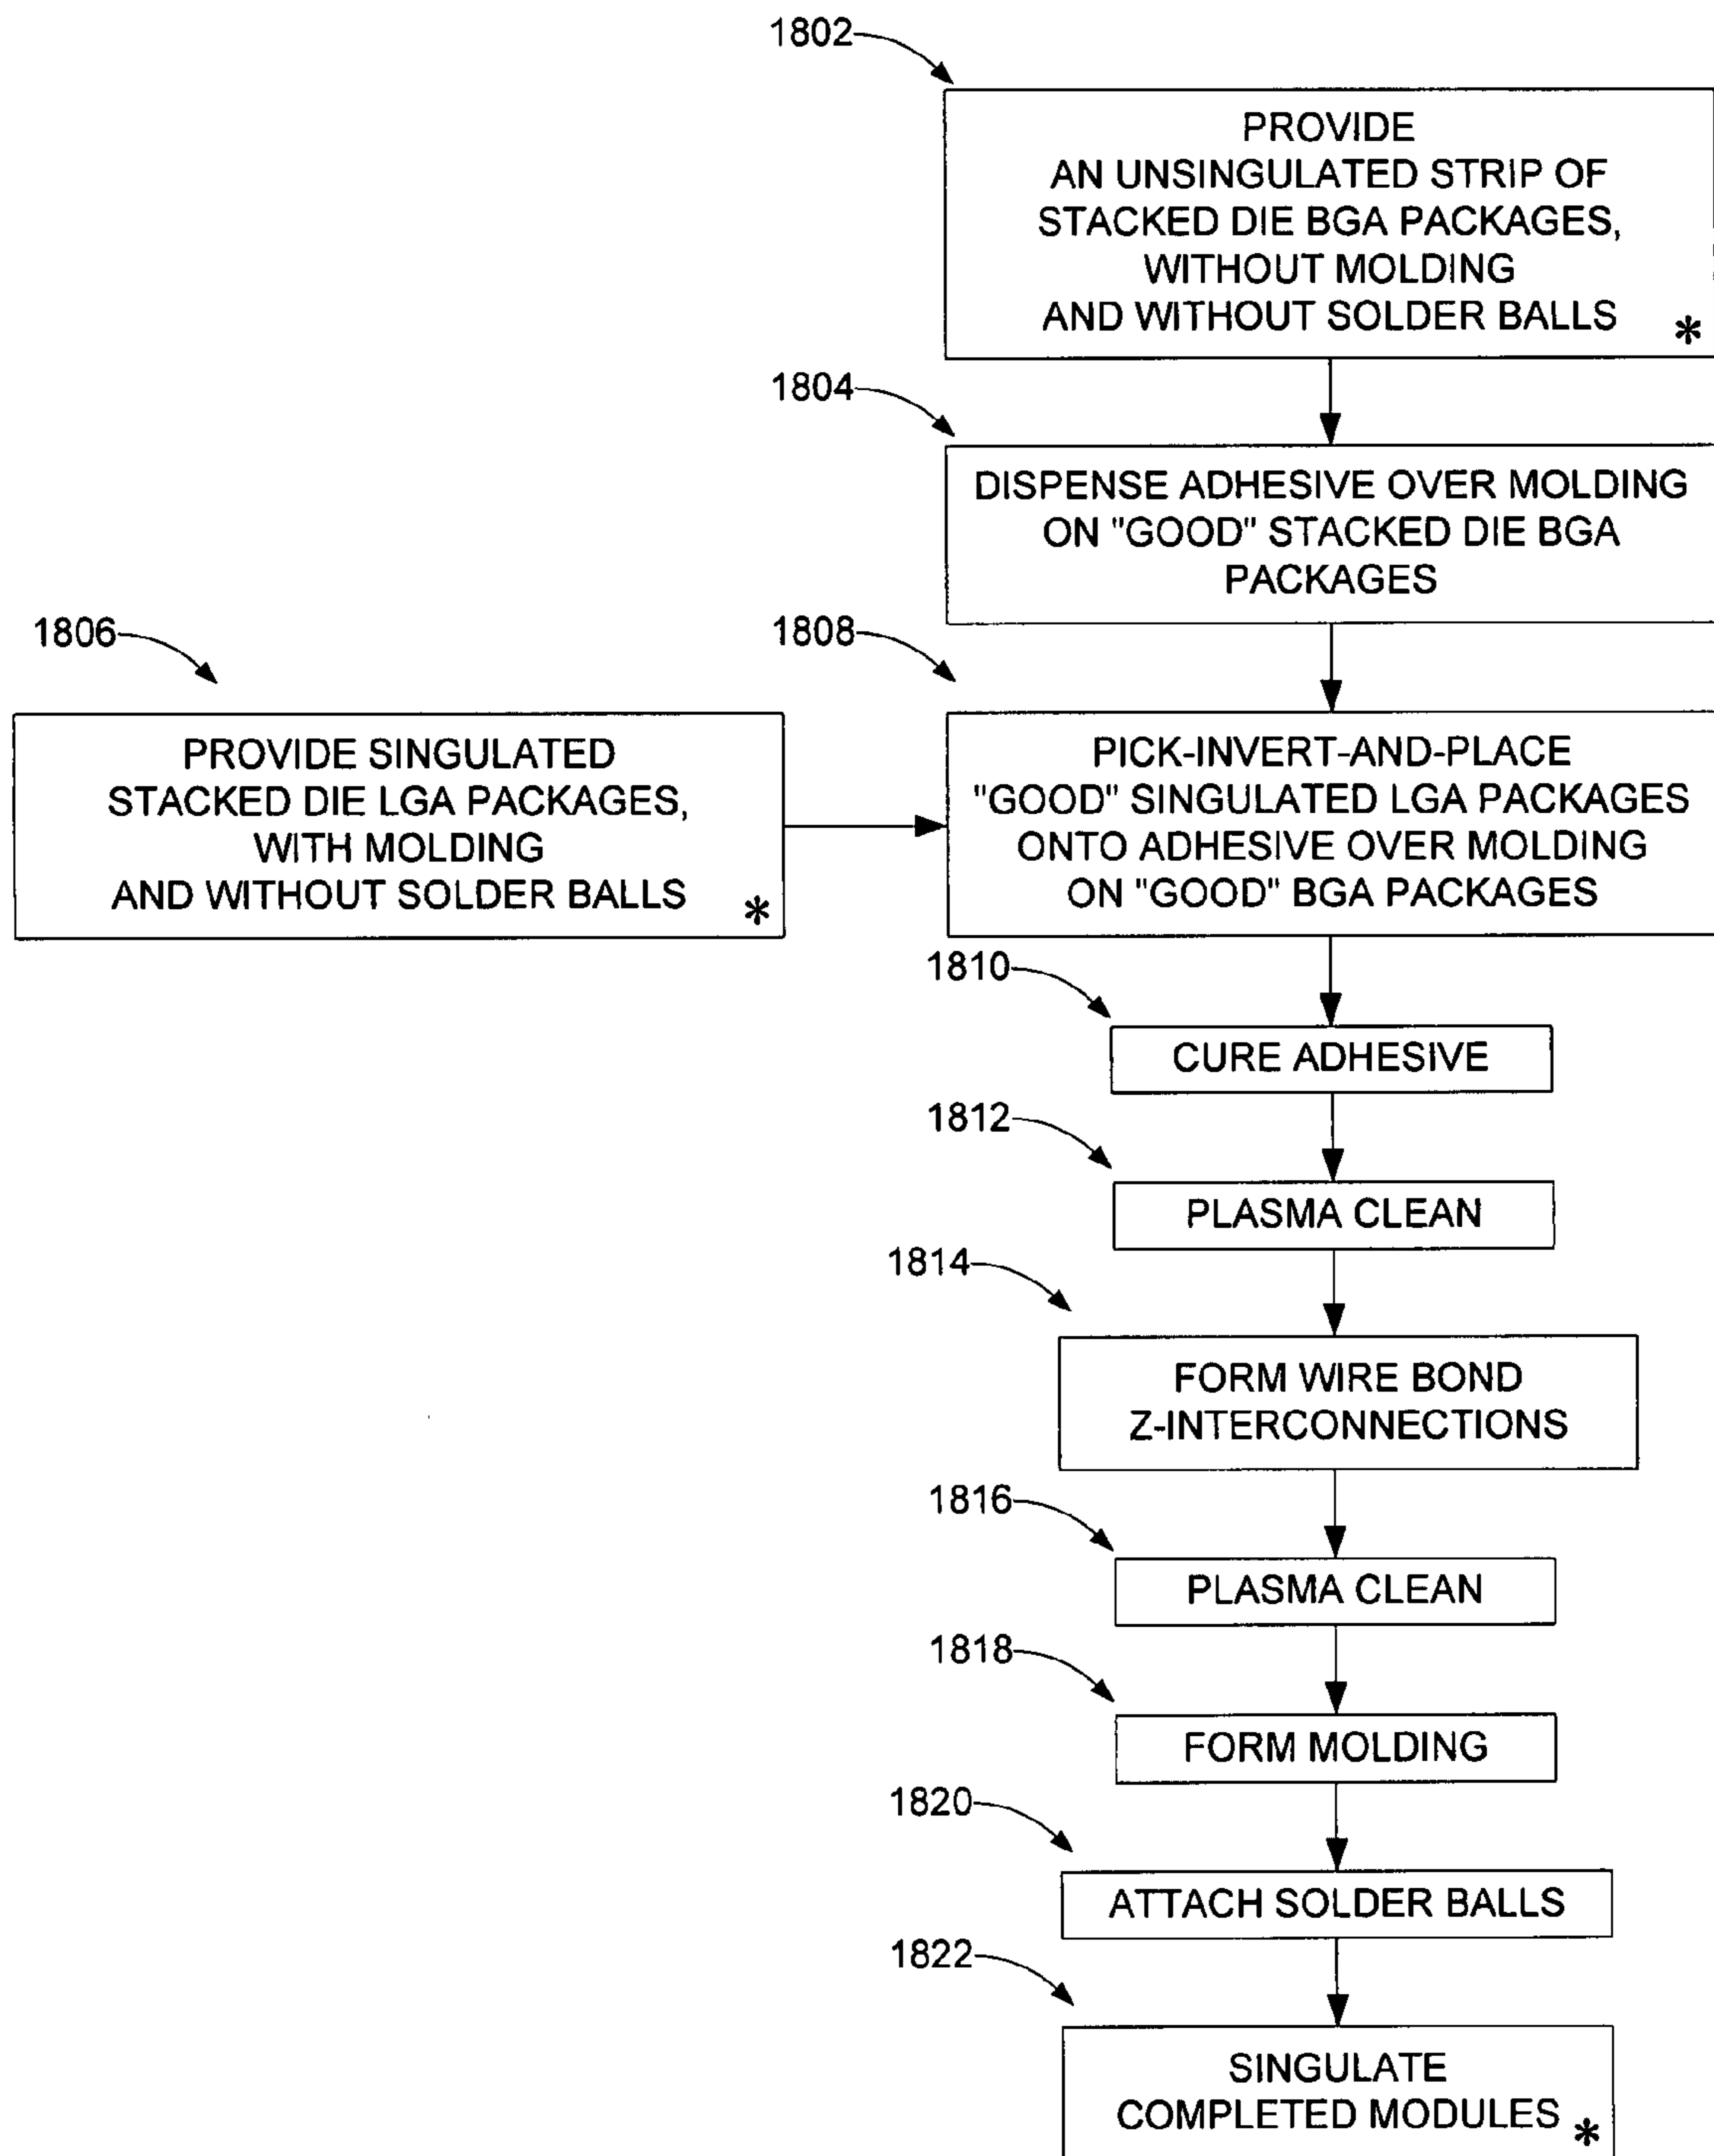 1802
PROVIDE
AN UNSINGULATED STRIP OF
STACKED DIE BGA PACKAGES,
WITHOUT MOLDING
AND WITHOUT SOLDER BALLS *
1804
DISPENSE ADHESIVE OVER MOLDING
ON "GOOD" STACKED DIE BGA
PACKAGES
1806
PROVIDE SINGULATED
STACKED DIE LGA PACKAGES,
WITH MOLDING
AND WITHOUT SOLDER BALLS *
1808
PICK-INVERT-AND-PLACE
"GOOD" SINGULATED LGA PACKAGES
ONTO ADHESIVE OVER MOLDING
ON "GOOD" BGA PACKAGES
1810
CURE ADHESIVE
1812
PLASMA CLEAN
1814
FORM WIRE BOND
Z-INTERCONNECTIONS
1816
PLASMA CLEAN
1818
FORM MOLDING
1820
ATTACH SOLDER BALLS
1822
SINGULATE
COMPLETED MODULES *